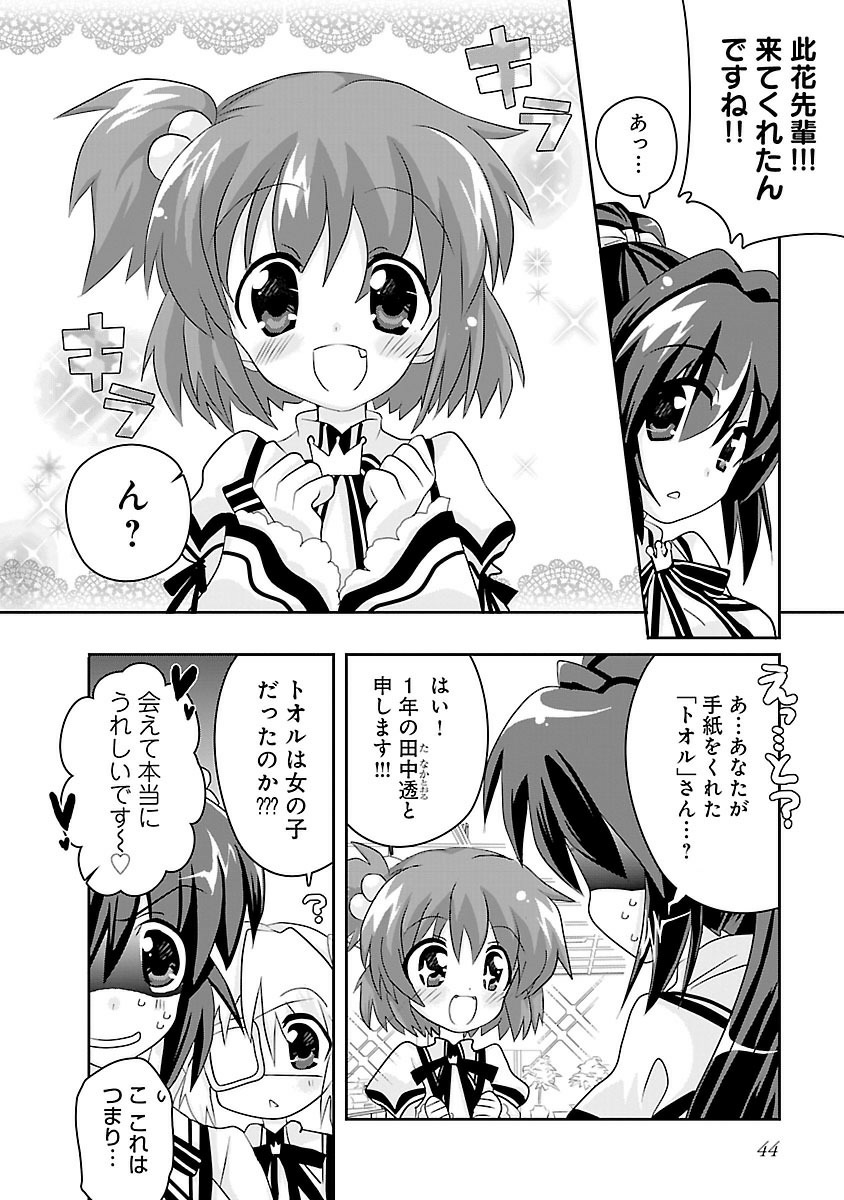 此花先輩!!!
来てくれたん
ですね!!
あっ…
キラ
キラ
ん?
えっ…と?
あ…あなたが
手紙をくれた
「トオル」さん…?
はい!
1年の田中透と
申します!!!
たなかとおる
トオルは女の子
だったのか???
?
会えて本当に
うれしいです～♡
こ これは
つまり…
44